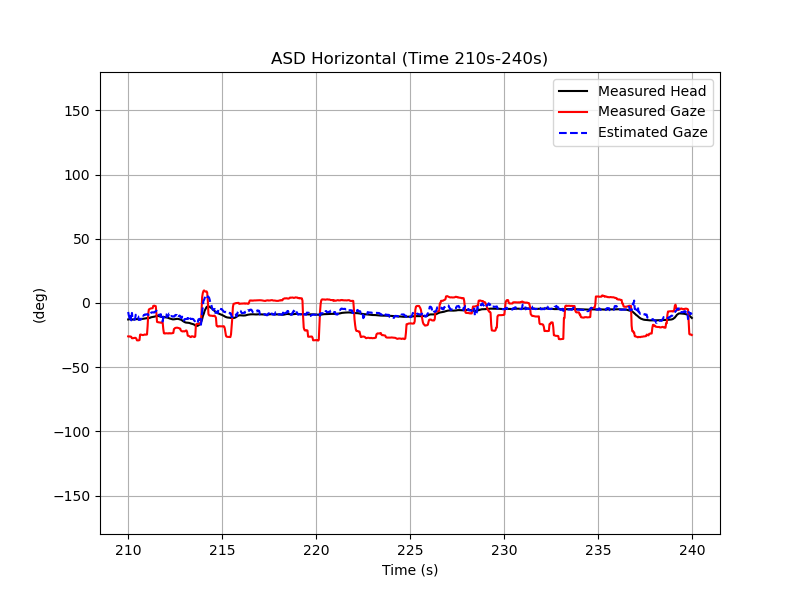 ASD Horizontal (Time 210s-240s)
Measured Head
Measured Gaze
Estimated Gaze
150
100
50
0
−50
−100
−150
(deg)
210 215 220 225 230 235 240
Time (s)